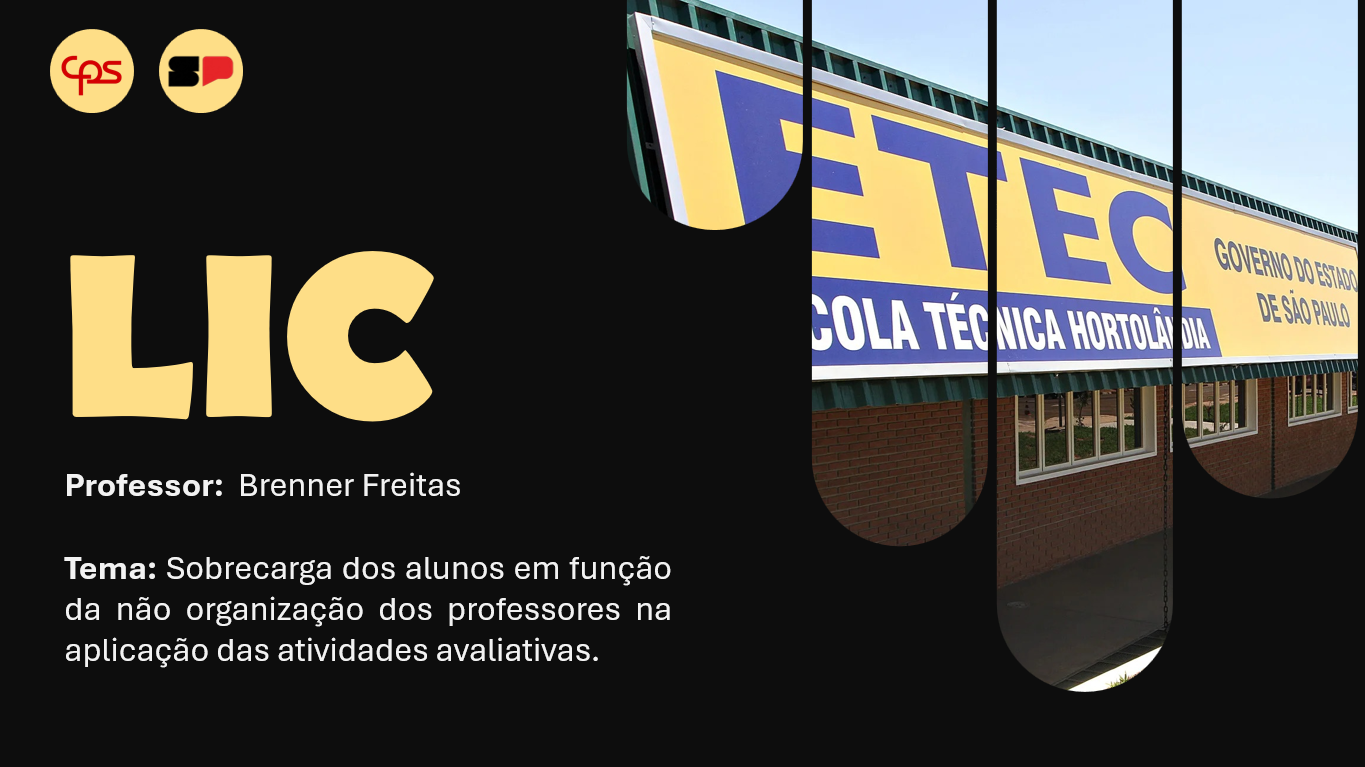 cps
SP
LIC
Professor: Brenner Freitas
Tema: Sobrecarga dos alunos em função
da não organização dos professores na
aplicação das atividades avaliativas.
ETEC
COLA TÉCNICA HORTOLÂNDIA
GOVERNO DO ESTADO
DE SÃO PAULO